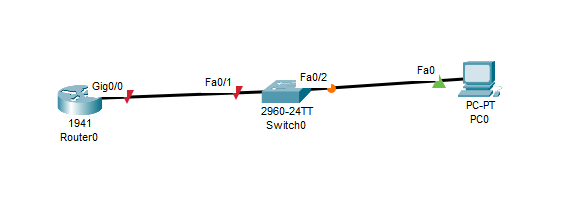 Gig0/0
Fa0/1
Fa0/2
Fa0
1941
Router0
2960-24TT
Switch0
PC-PT
PC0